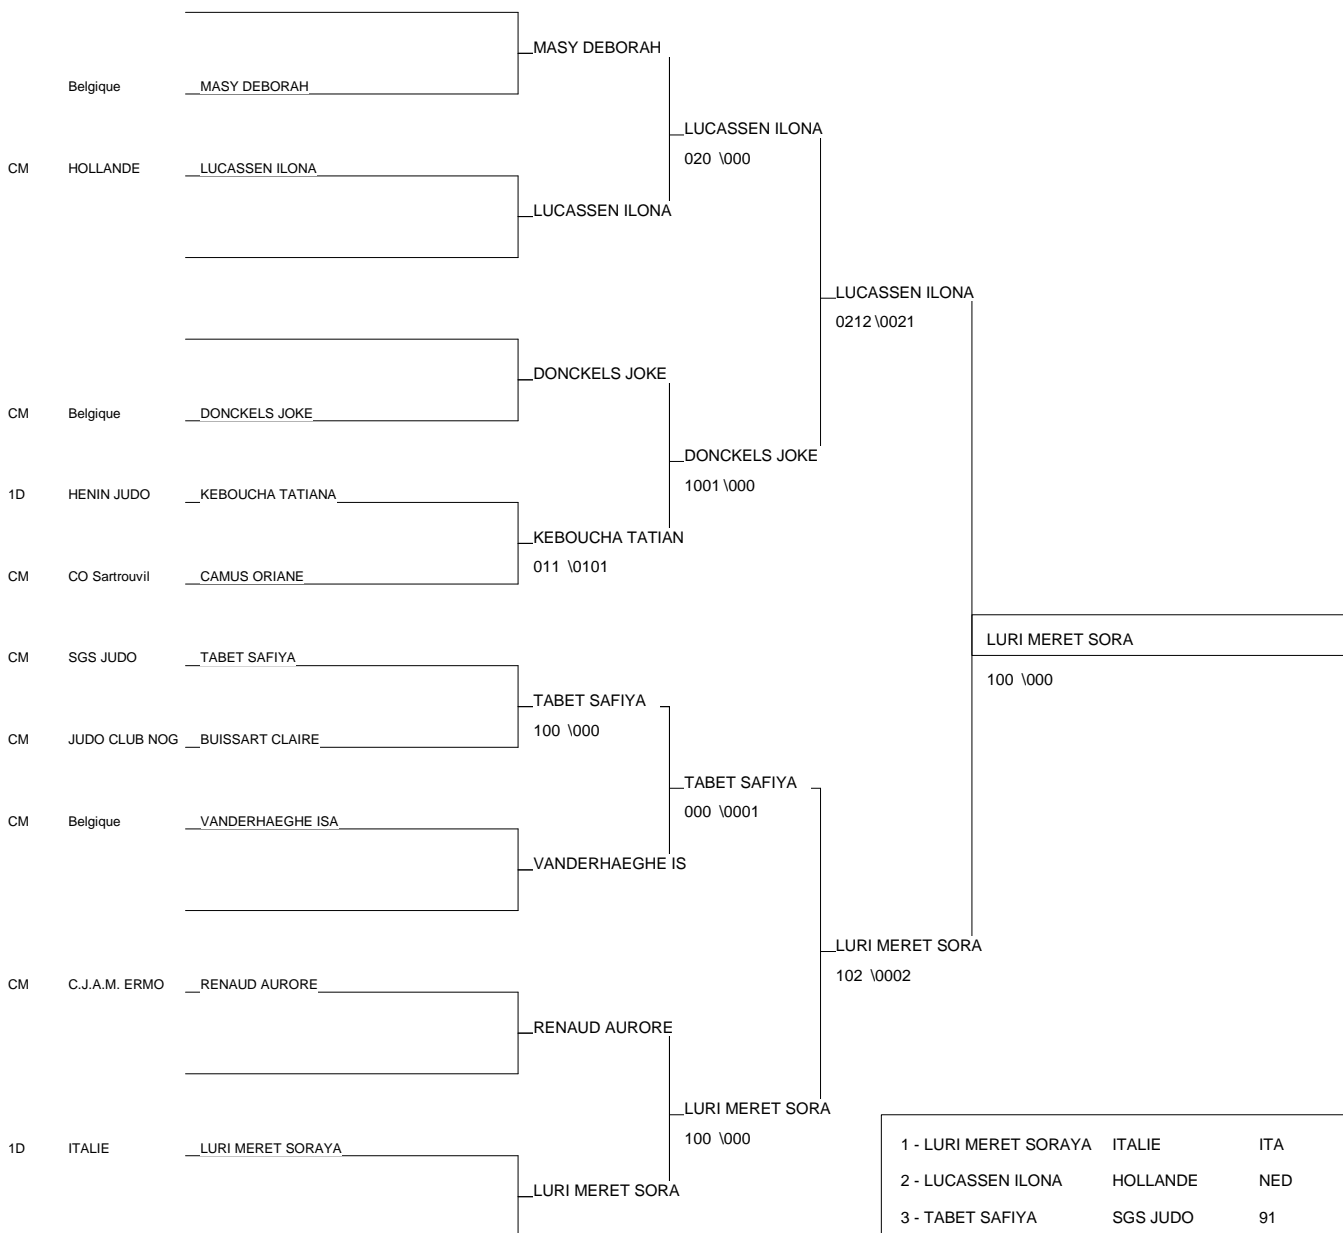 MASY DEBORAH
Belgique MASY DEBORAH
LUCASSEN ILONA
020 \000
CM HOLLANDE LUCASSEN ILONA
LUCASSEN ILONA
LUCASSEN ILONA
0212 \0021
DONCKELS JOKE
CM Belgique DONCKELS JOKE
DONCKELS JOKE
1001 \000
1D HENIN JUDO KEBOUCHA TATIANA
KEBOUCHA TATIAN
011 \0101
CM CO Sartrouvil CAMUS ORIANE
LURI MERET SORA
100 \000
CM SGS JUDO TABET SAFIYA
TABET SAFIYA
100 \000
CM JUDO CLUB NOG BUISSART CLAIRE
TABET SAFIYA
000 \0001
CM Belgique VANDERHAEGHE ISA
VANDERHAEGHE IS
LURI MERET SORA
102 \0002
CM C.J.A.M. ERMO RENAUD AURORE
RENAUD AURORE
LURI MERET SORA
100 \000
1D ITALIE LURI MERET SORAYA
LURI MERET SORA
1 - LURI MERET SORAYA ITALIE ITA
2 - LUCASSEN ILONA HOLLANDE NED
3 - TABET SAFIYA SGS JUDO 91